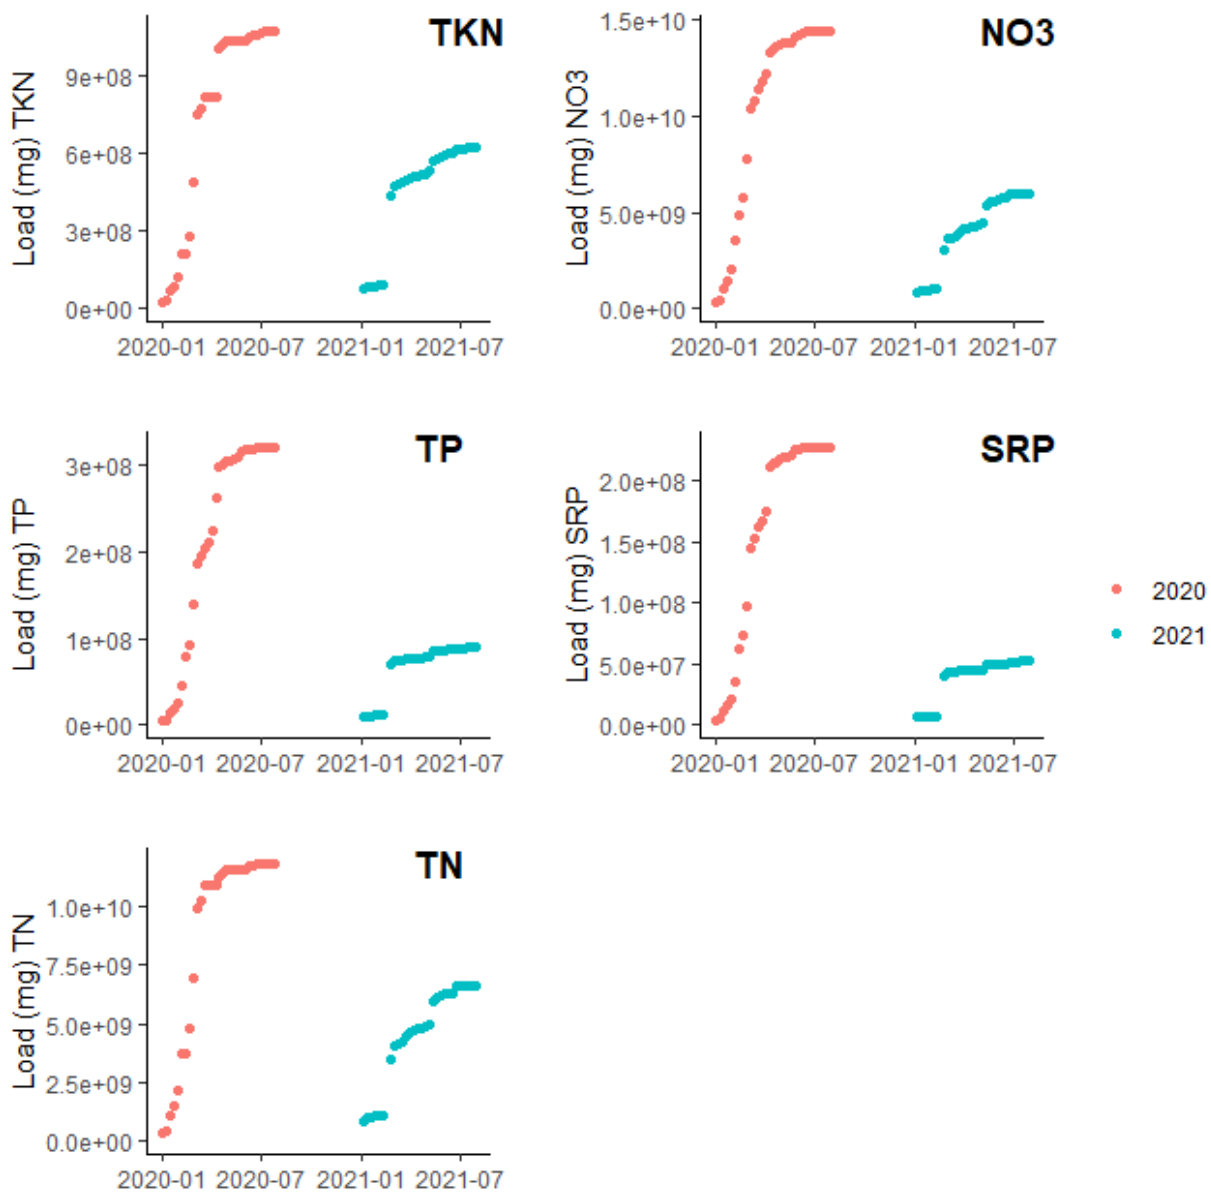 TKN
Load (mg) TKN
9e+08
6e+08
3e+08
0e+00
2020-01 2020-07 2021-01 2021-07
NO3
Load (mg) NO3
1.5e+10
1.0e+10
5.0e+09
0.0e+00
2020-01 2020-07 2021-01 2021-07
TP
Load (mg) TP
3e+08
2e+08
1e+08
0e+00
2020-01 2020-07 2021-01 2021-07
SRP
Load (mg) SRP
2.0e+08
1.5e+08
1.0e+08
5.0e+07
0.0e+00
2020-01 2020-07 2021-01 2021-07
2020
2021
TN
Load (mg) TN
1.0e+10
7.5e+09
5.0e+09
2.5e+09
0.0e+00
2020-01 2020-07 2021-01 2021-07